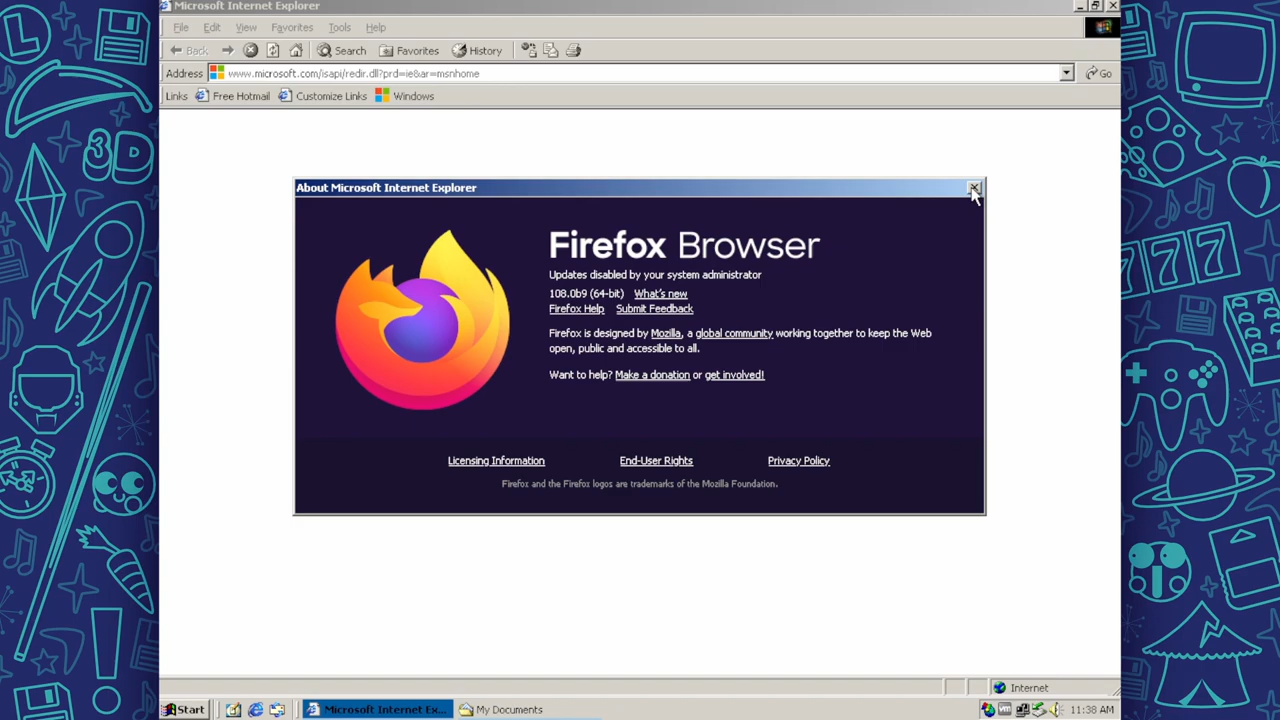 Microsoft Internet Explorer
File Edit View Favorites Tools Help
Back Search Favorites History
Address www.microsoft.com/isapi/redir.dll?prd=ie&ar=msnhome Go
Links Free Hotmail Customize Links Windows
About Microsoft Internet Explorer
Firefox Browser
Updates disabled by your system administrator
108.0b9 (64-bit) What's new
Firefox Help Submit Feedback
Firefox is designed by Mozilla, a global community working together to keep the Web
open, public and accessible to all.
Want to help? Make a donation or get involved!
Licensing Information End-User Rights Privacy Policy
Firefox and the Firefox logos are trademarks of the Mozilla Foundation.
Internet
Start Microsoft Internet Ex... My Documents 11:38 AM
L
3D
777